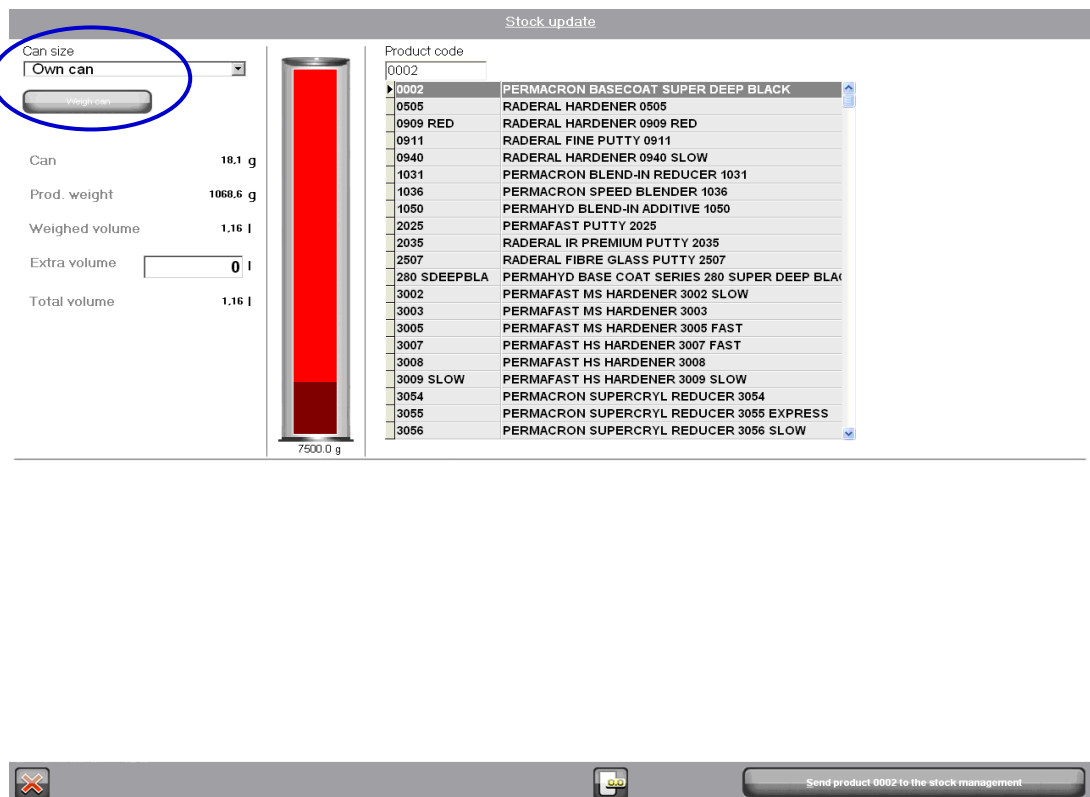 Stock update
Can size
Own can
Weigh can
Can 18,1 g
Prod. weight 1068,6 g
Weighed volume 1,16 l
Extra volume 0 l
Total volume 1,16 l
7500.0 g
Product code
0002
0002 PERMACRON BASECOAT SUPER DEEP BLACK
0505 RADERAL HARDENER 0505
0909 RED RADERAL HARDENER 0909 RED
0911 RADERAL FINE PUTTY 0911
0940 RADERAL HARDENER 0940 SLOW
1031 PERMACRON BLEND-IN REDUCER 1031
1036 PERMACRON SPEED BLENDER 1036
1050 PERMAHYD BLEND-IN ADDITIVE 1050
2025 PERMAFAST PUTTY 2025
2035 RADERAL IR PREMIUM PUTTY 2035
2507 RADERAL FIBRE GLASS PUTTY 2507
280 SDEEPBLA PERMAHYD BASE COAT SERIES 280 SUPER DEEP BLA
3002 PERMAFAST MS HARDENER 3002 SLOW
3003 PERMAFAST MS HARDENER 3003
3005 PERMAFAST MS HARDENER 3005 FAST
3007 PERMAFAST HS HARDENER 3007 FAST
3008 PERMAFAST HS HARDENER 3008
3009 SLOW PERMAFAST HS HARDENER 3009 SLOW
3054 PERMACRON SUPERCRYL REDUCER 3054
3055 PERMACRON SUPERCRYL REDUCER 3055 EXPRESS
3056 PERMACRON SUPERCRYL REDUCER 3056 SLOW
0.0
Send product 0002 to the stock management